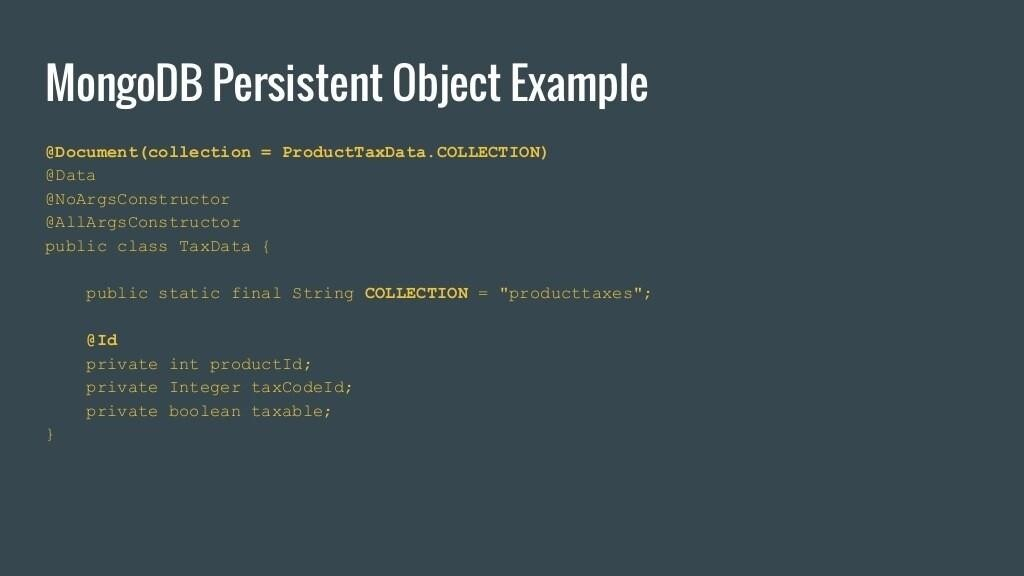 MongoDB Persistent Object Example
@Document(collection = ProductTaxData.COLLECTION)
@Data
@NoArgsConstructor
@AllArgsConstructor
public class TaxData {
    public static final String COLLECTION = "producttaxes";
    @Id
    private int productId;
    private Integer taxCodeId;
    private boolean taxable;
}